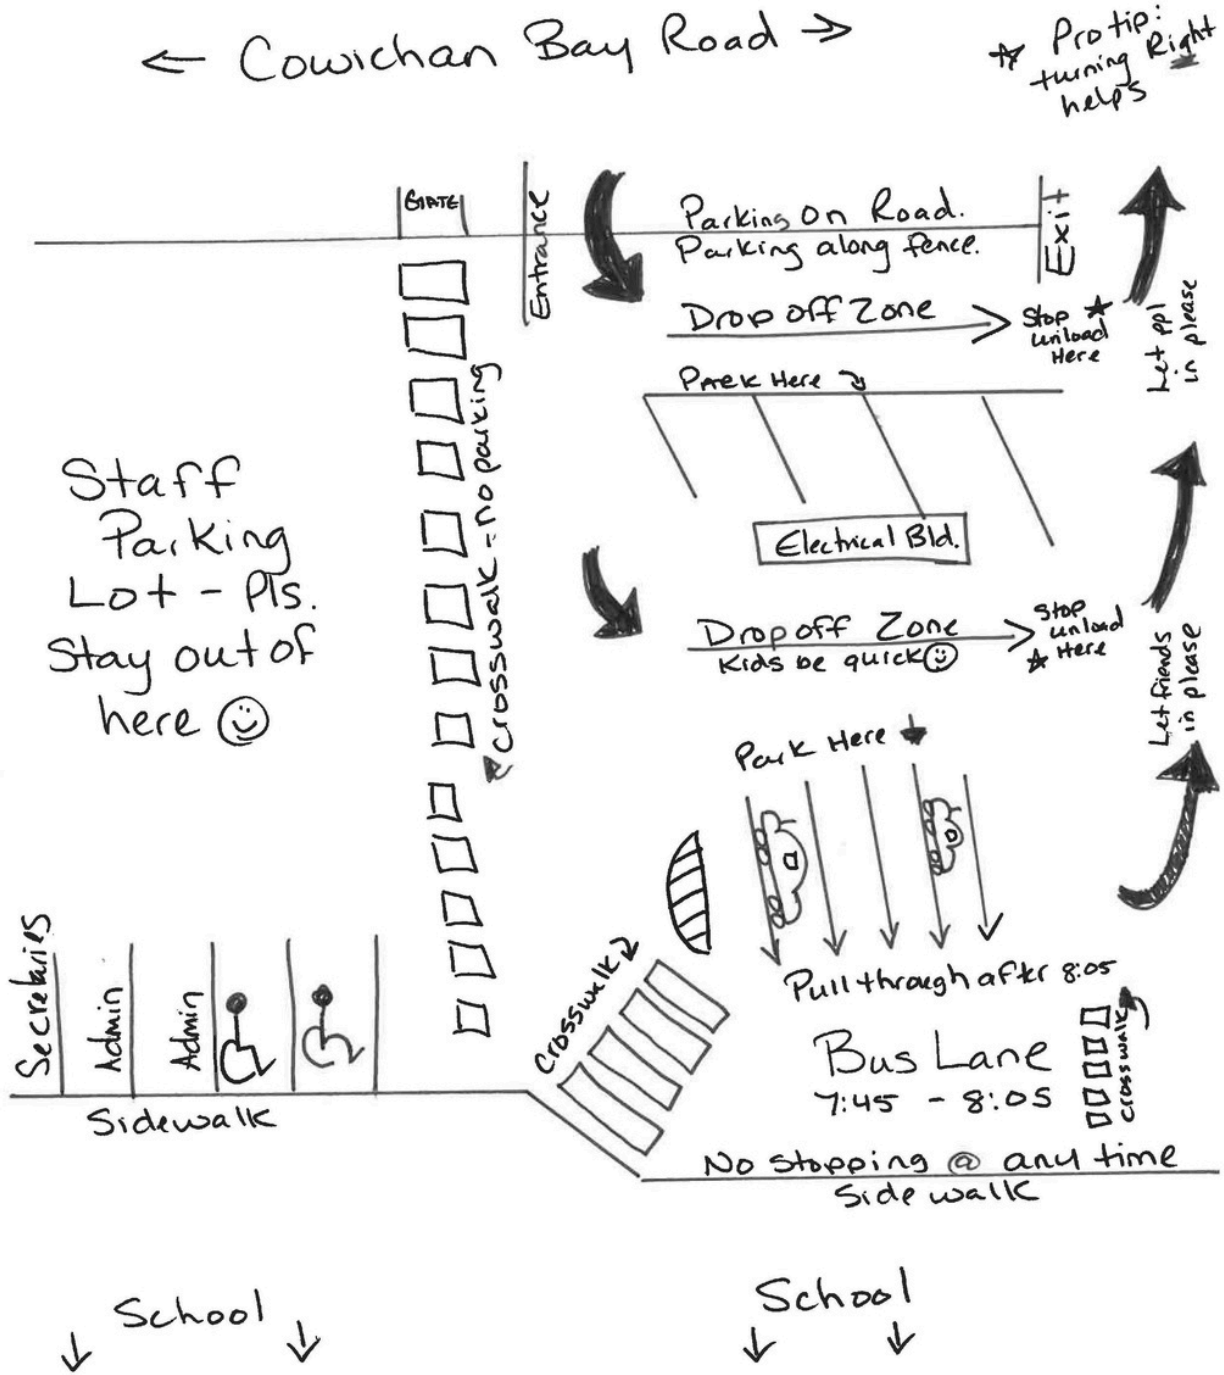 ← Cowichan Bay Road →
☆ Pro tip:
turning Right
helps
GATE
Entrance
Parking on Road.
Parking along fence.
Exit
Drop off Zone
Stop ★
unload
Here
Let ppl
in please
Park Here
crosswalk - no parking
Staff
Parking
Lot - Pls.
Stay out of
here ☺
Electrical Bld.
Drop off Zone
Kids be quick ☺
Stop
unload
★ Here
Let friends
in please
Park Here
Pull through after 8:05
Crosswalk
Bus Lane
7:45 - 8:05
crosswalk
No stopping @ any time
Sidewalk
Secretaries
Admin
Admin
Sidewalk
School
School